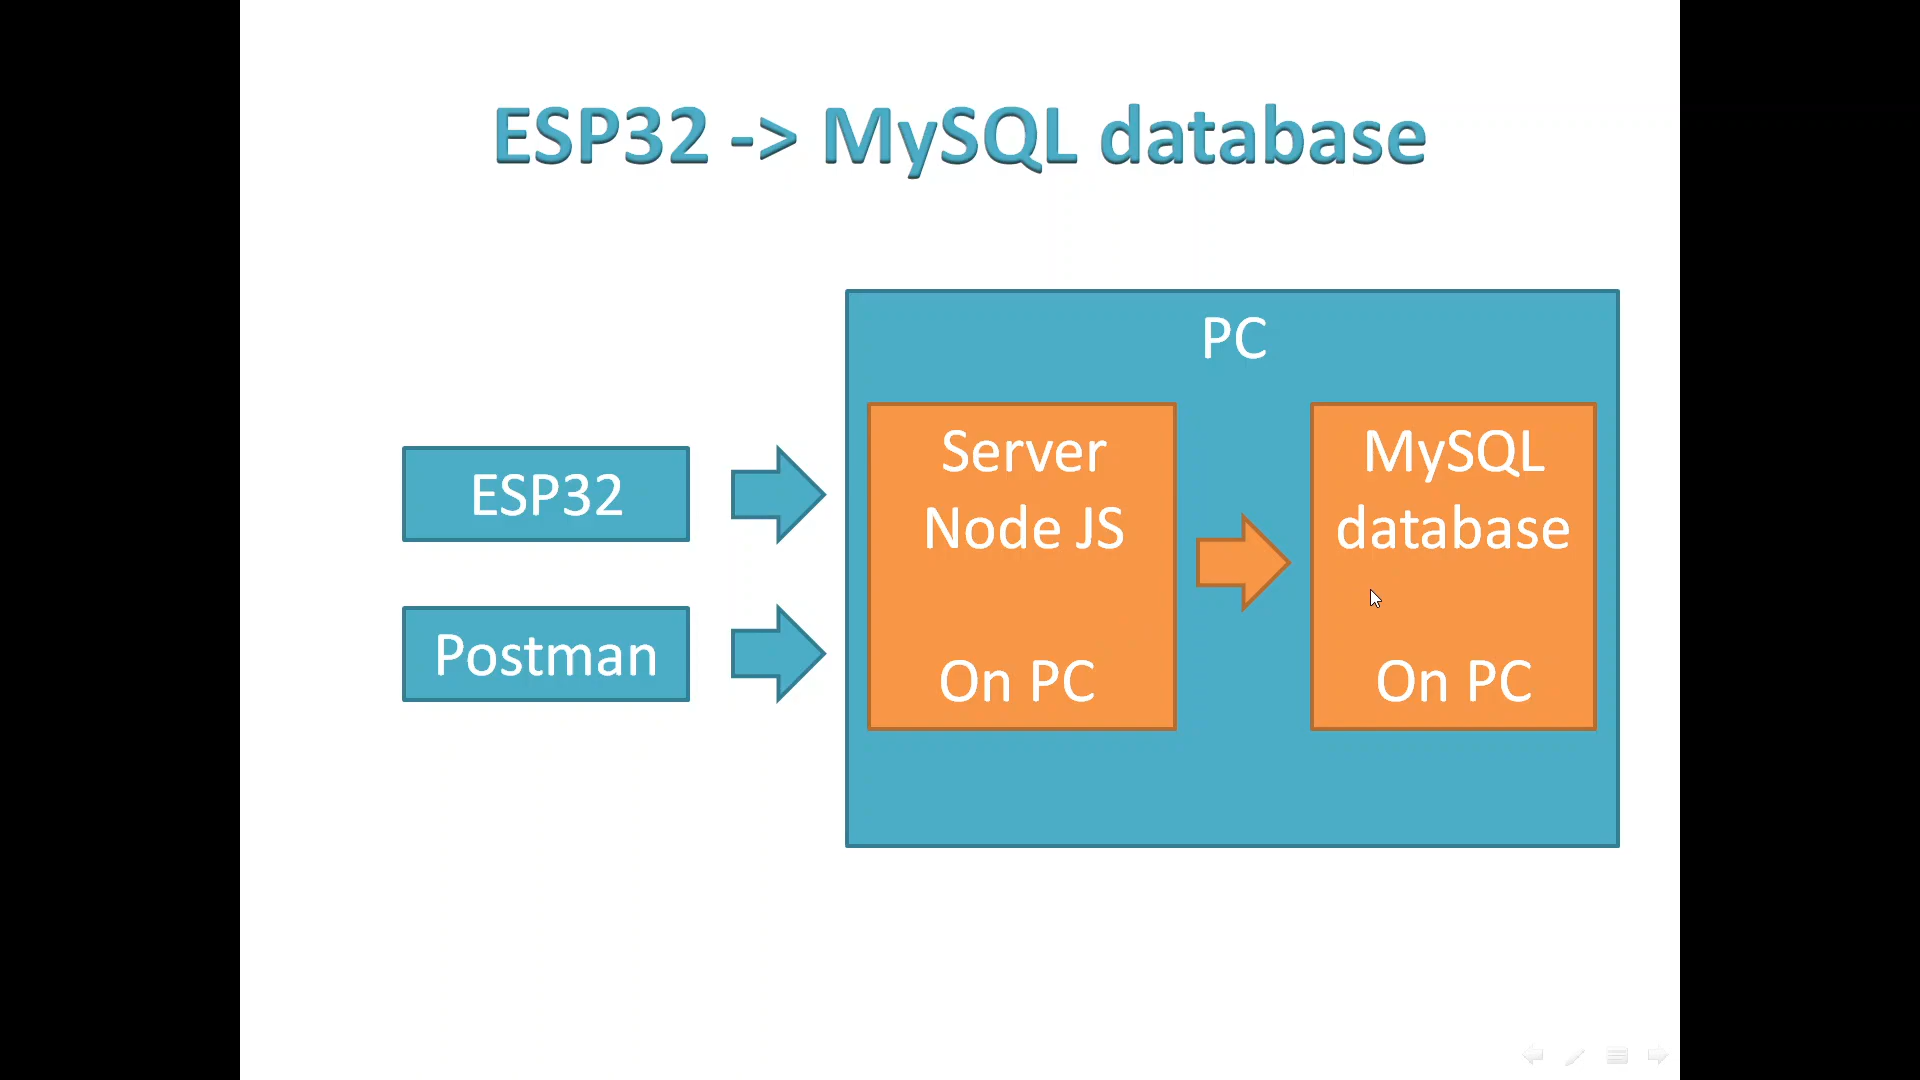 ESP32 -> MySQL database
PC
ESP32
Postman
Server
Node JS
On PC
MySQL
database
On PC